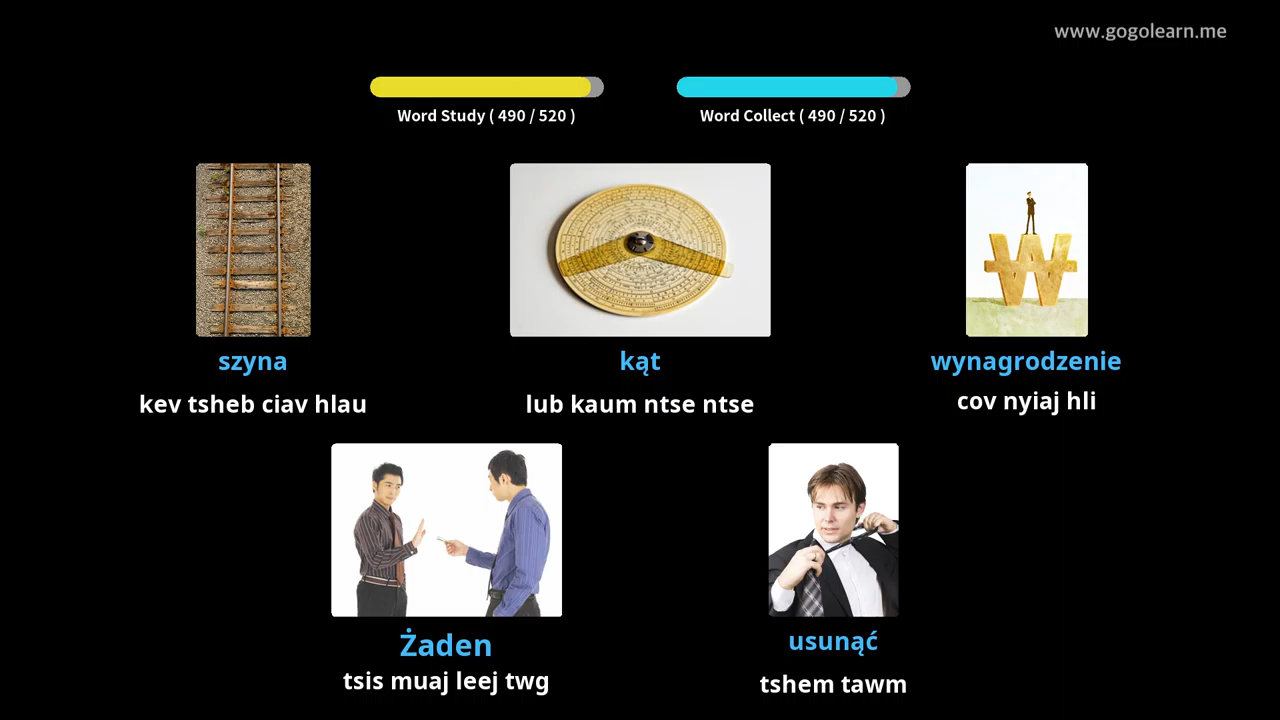 www.gogolearn.me
Word Study ( 490 / 520 )
Word Collect ( 490 / 520 )
szyna
kev tsheb ciav hlau
kąt
lub kaum ntse ntse
wynagrodzenie
cov nyiaj hli
Żaden
tsis muaj leej twg
usunąć
tshem tawm